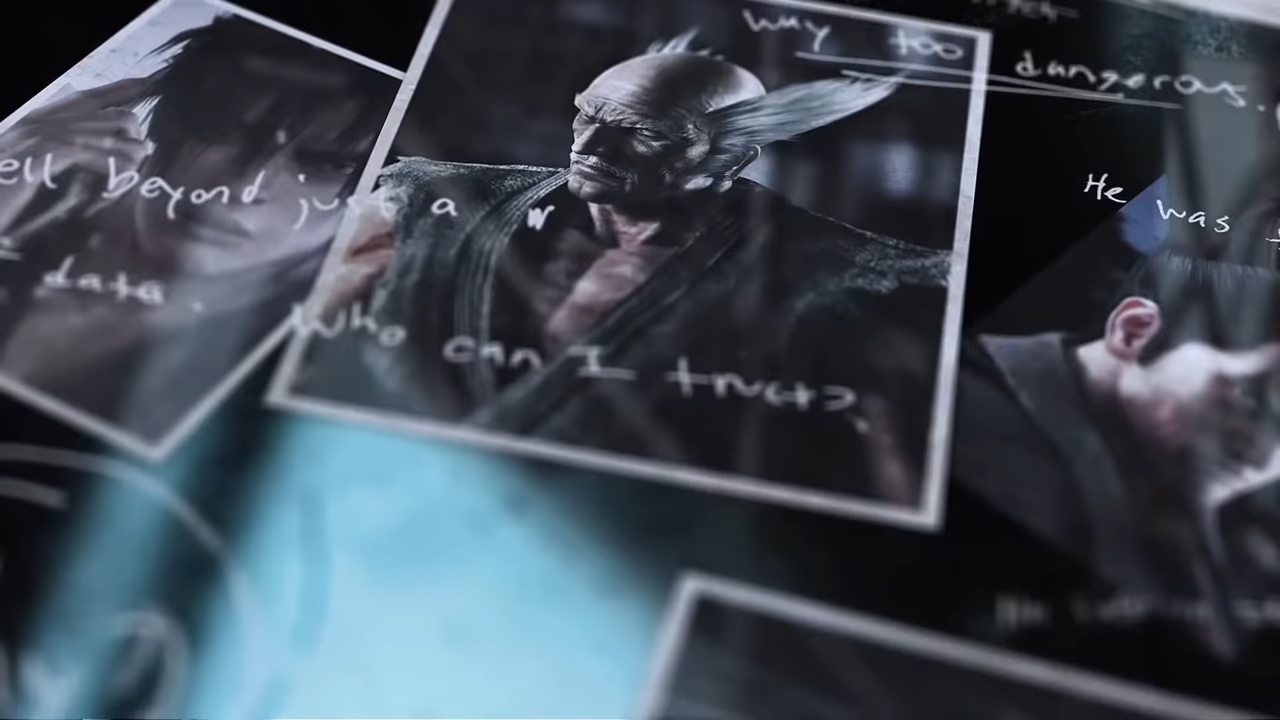 way too dangerous.
ell beyond just a w
He was
data.
Who can I trust?